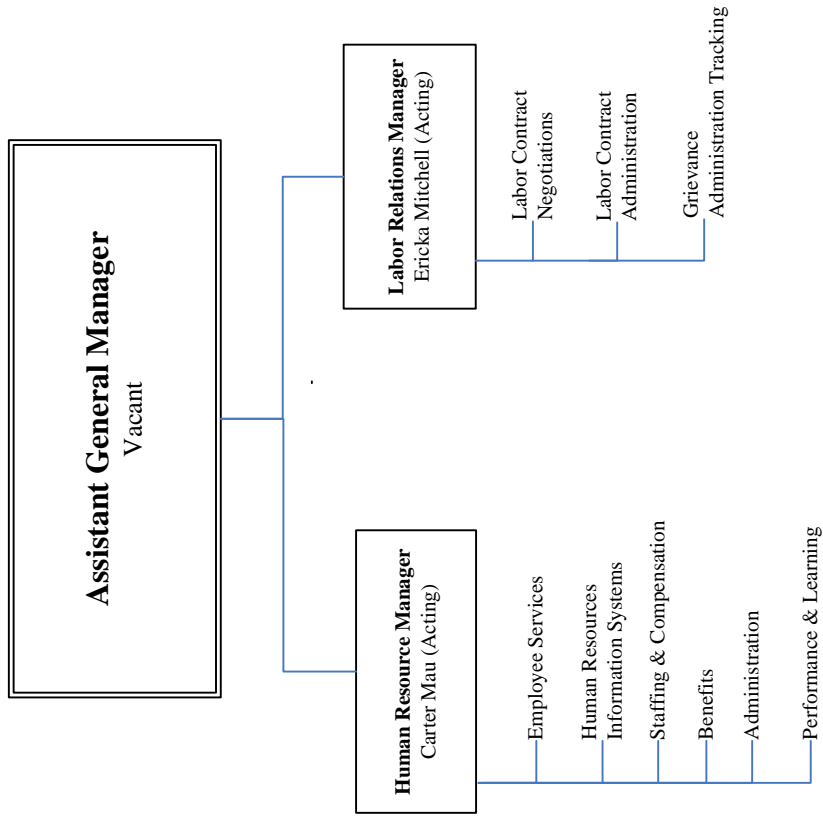 Assistant General Manager
Vacant
Human Resource Manager
Carter Mau (Acting)
Employee Services
Human Resources
Information Systems
Staffing & Compensation
Benefits
Administration
Performance & Learning
Labor Relations Manager
Ericka Mitchell (Acting)
Labor Contract
Negotiations
Labor Contract
Administration
Grievance
Administration Tracking